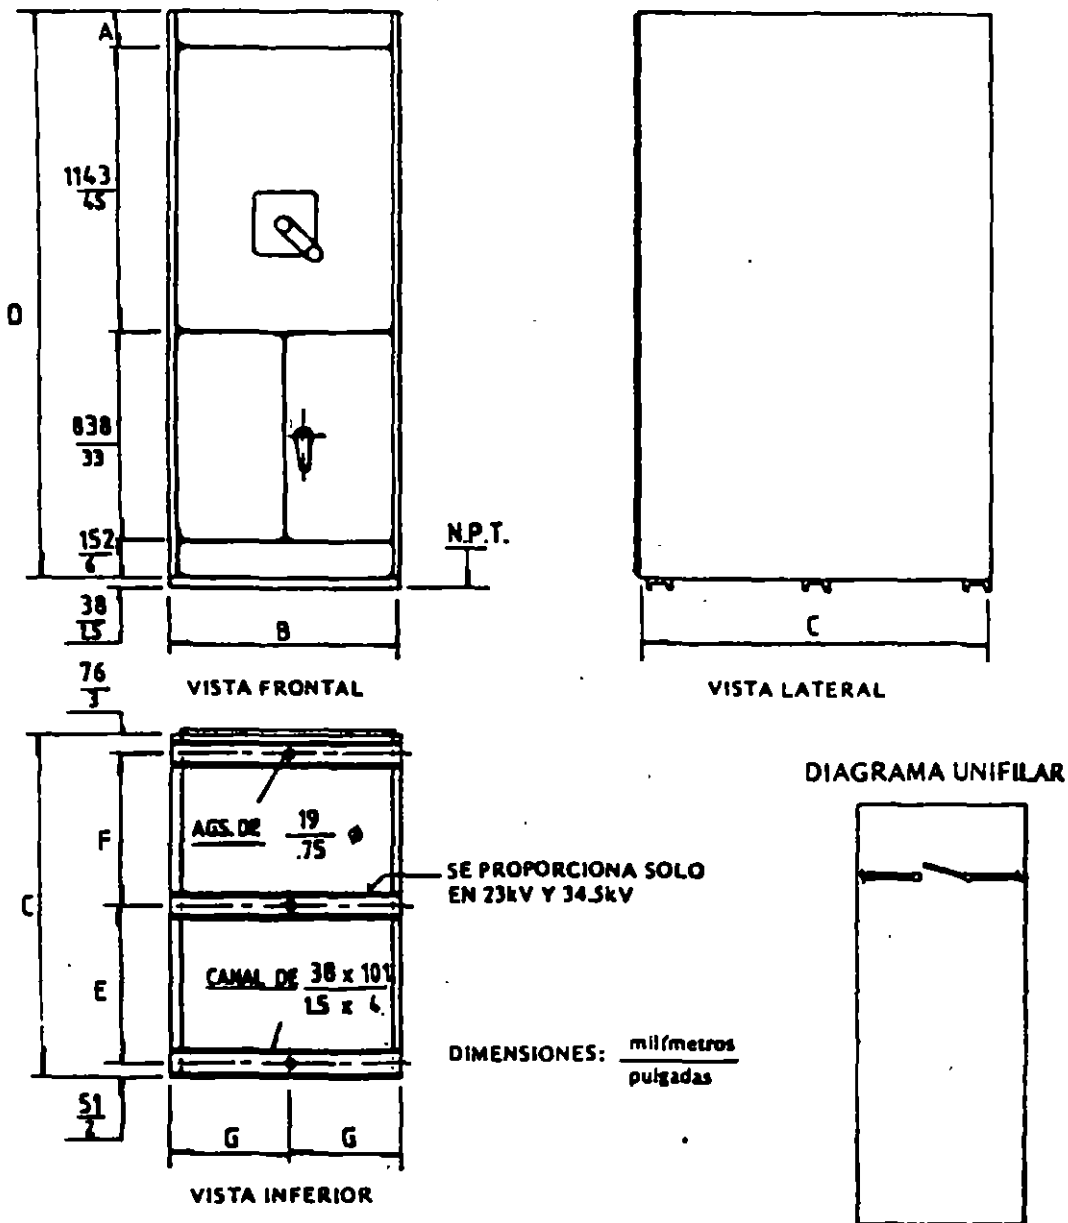 A
1143
45
D
838
33
152
6
N.P.T.
38
1.5
B
C
76
3
VISTA FRONTAL
VISTA LATERAL
DIAGRAMA UNIFILAR
F
AGS. DE 19
.75 ø
SE PROPORCIONA SOLO
EN 23kV Y 34.5kV
C
E
CANAL DE 38 x 101
1.5 x 4
DIMENSIONES: milímetros
pulgadas
51
2
G
G
VISTA INFERIOR